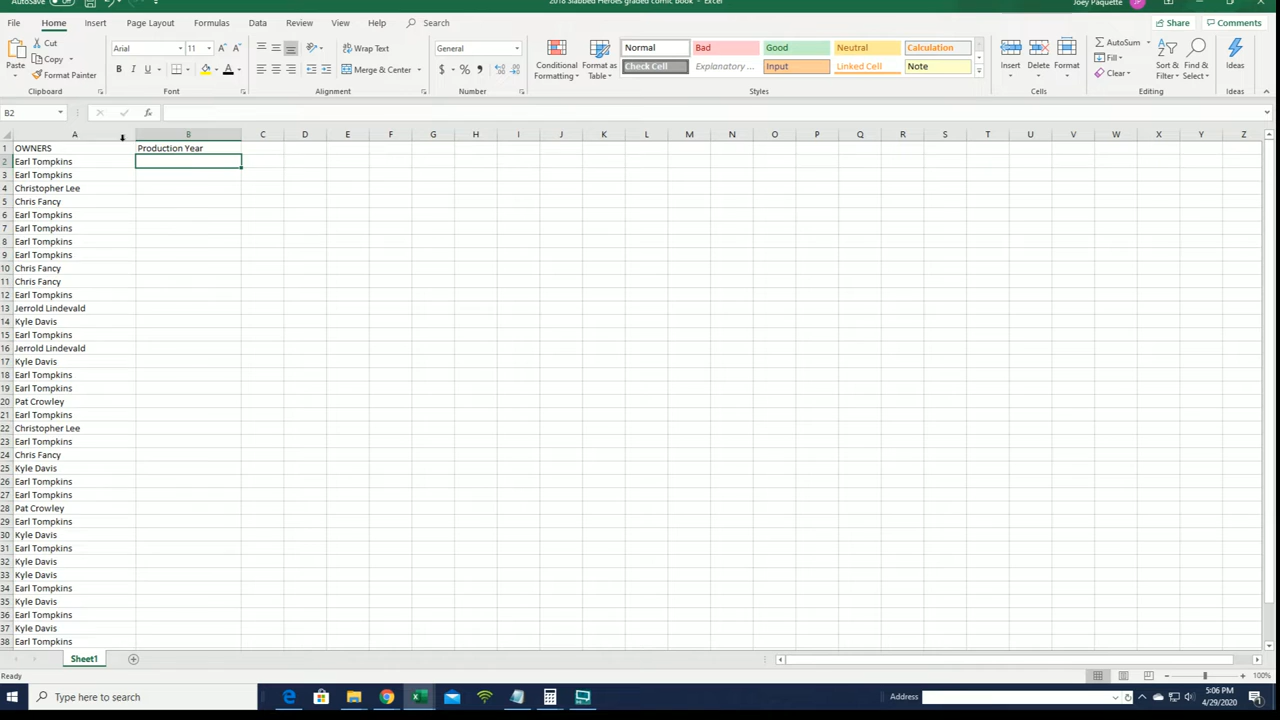 AutoSave
2018 Slabbed Heroes graded comic book - Excel
Joey Paquette
File Home Insert Page Layout Formulas Data Review View Help Search
Share Comments
Paste Cut Copy Format Painter
Arial 11
B I U A
Wrap Text
Merge & Center
General
$ % 9
Conditional Formatting
Format as Table
Normal Bad Good Neutral Calculation
Check Cell Explanatory ... Input Linked Cell Note
Insert Delete Format
AutoSum
Fill
Clear
Sort & Filter
Find & Select
Ideas
Clipboard Font Alignment Number Styles Cells Editing Ideas
B2 fx
A B C D E F G H I J K L M N O P Q R S T U V W X Y Z
1 OWNERS Production Year
2 Earl Tompkins
3 Earl Tompkins
4 Christopher Lee
5 Chris Fancy
6 Earl Tompkins
7 Earl Tompkins
8 Earl Tompkins
9 Earl Tompkins
10 Chris Fancy
11 Chris Fancy
12 Earl Tompkins
13 Jerrold Lindevald
14 Kyle Davis
15 Earl Tompkins
16 Jerrold Lindevald
17 Kyle Davis
18 Earl Tompkins
19 Earl Tompkins
20 Pat Crowley
21 Earl Tompkins
22 Christopher Lee
23 Earl Tompkins
24 Chris Fancy
25 Kyle Davis
26 Earl Tompkins
27 Earl Tompkins
28 Pat Crowley
29 Earl Tompkins
30 Kyle Davis
31 Earl Tompkins
32 Kyle Davis
33 Kyle Davis
34 Earl Tompkins
35 Kyle Davis
36 Earl Tompkins
37 Kyle Davis
38 Earl Tompkins
Sheet1
Ready
100%
Type here to search
Address
5:06 PM
4/29/2020